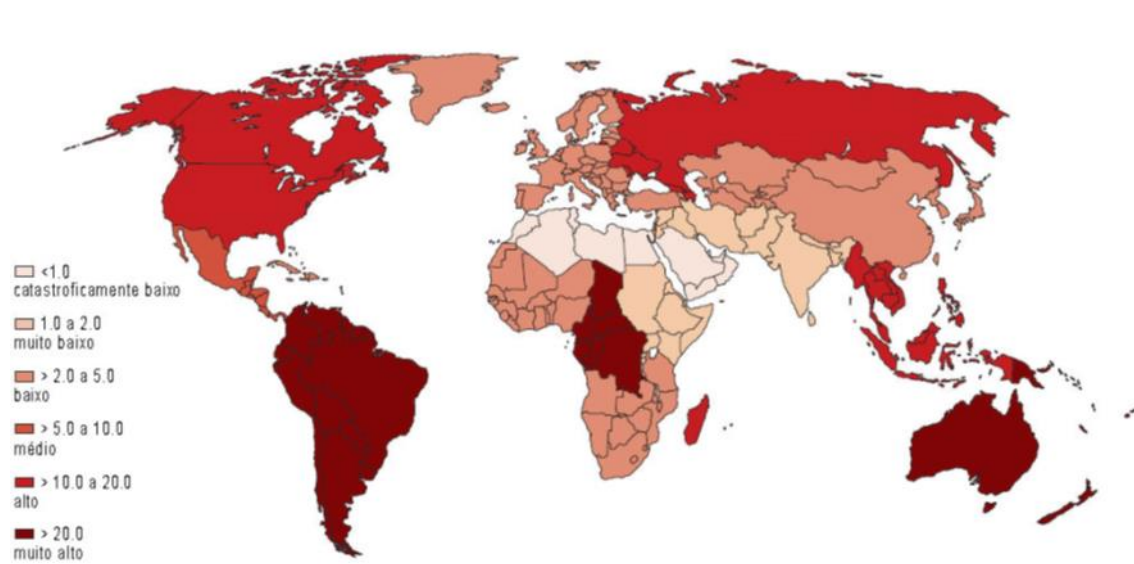 <1.0
catastroficamente baixo
1.0 a 2.0
muito baixo
> 2.0 a 5.0
baixo
> 5.0 a 10.0
médio
> 10.0 a 20.0
alto
> 20.0
muito alto